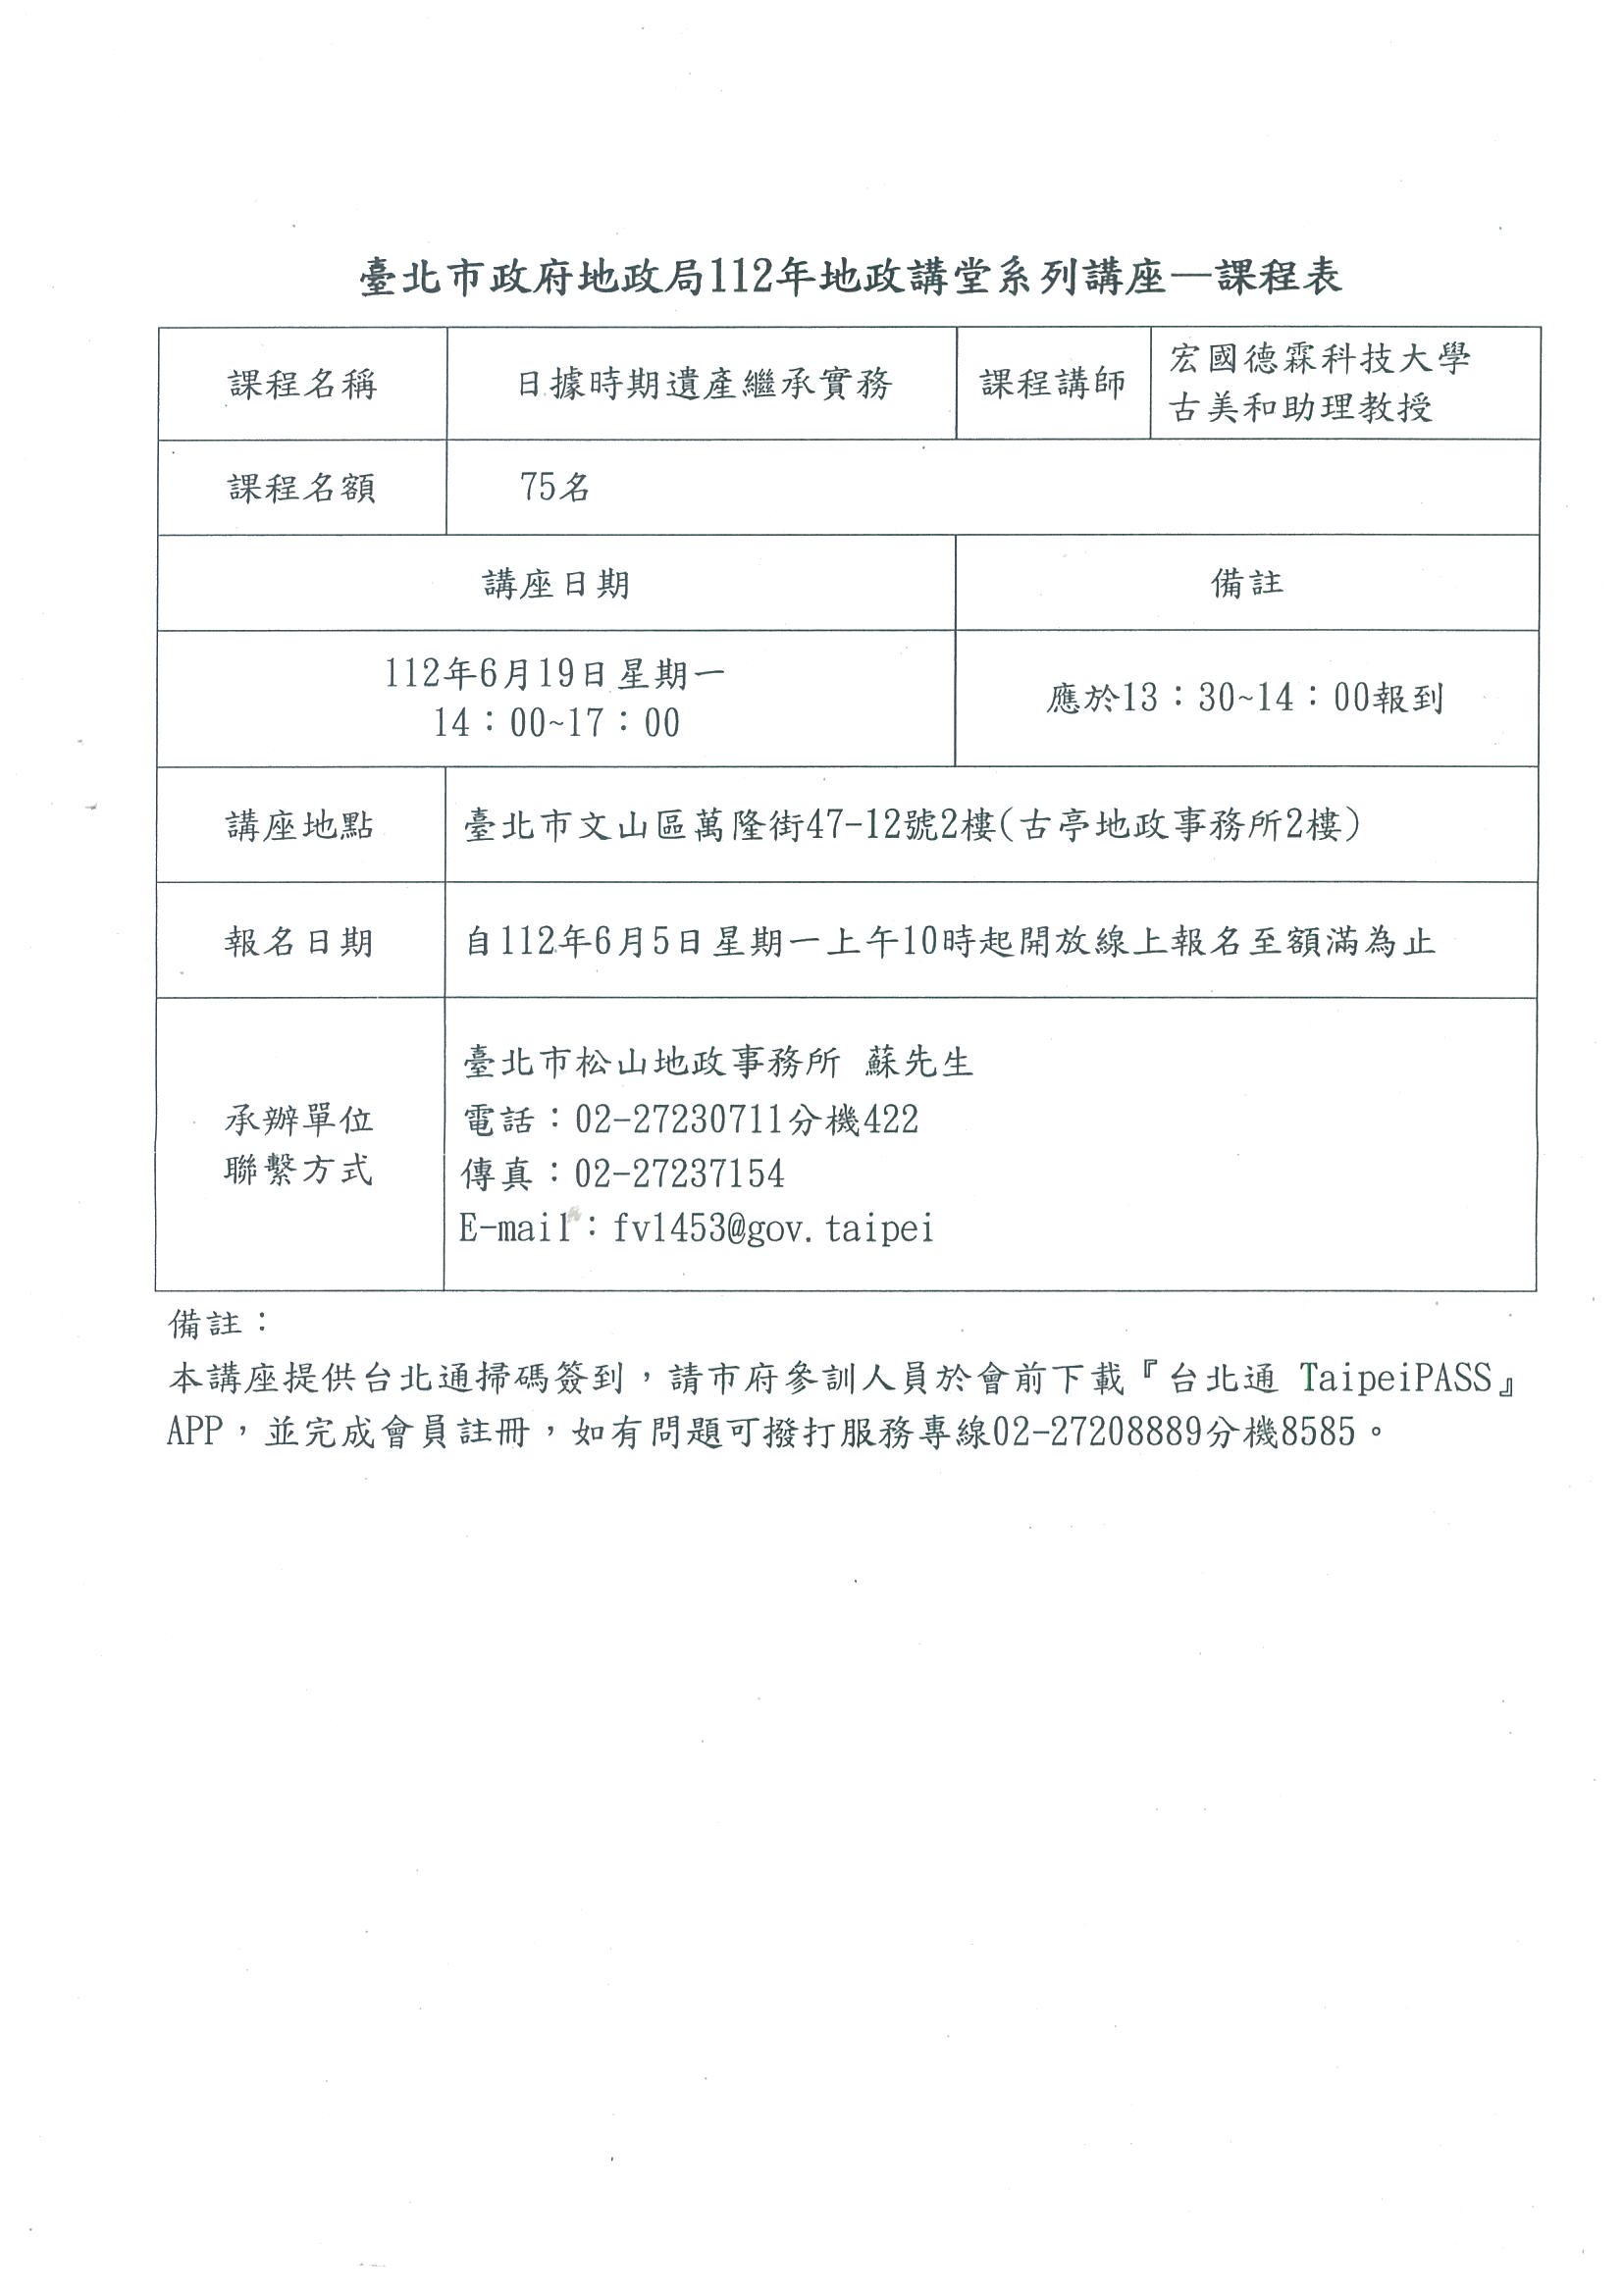 臺北市政府地政局112年地政講堂系列講座—課程表
課程名稱
日據時期遺產繼承實務
課程講師
宏國德霖科技大學
古美和助理教授
課程名額
75名
講座日期
備註
112年6月19日星期一
14：00~17：00
應於13：30~14：00報到
講座地點
臺北市文山區萬隆街47-12號2樓(古亭地政事務所2樓)
報名日期
自112年6月5日星期一上午10時起開放線上報名至額滿為止
承辦單位
聯繫方式
臺北市松山地政事務所 蘇先生
電話：02-27230711分機422
傳真：02-27237154
E-mail：fv1453@gov.taipei
備註：
本講座提供台北通掃碼簽到，請市府參訓人員於會前下載『台北通 TaipeiPASS』
APP，並完成會員註冊，如有問題可撥打服務專線02-27208889分機8585。